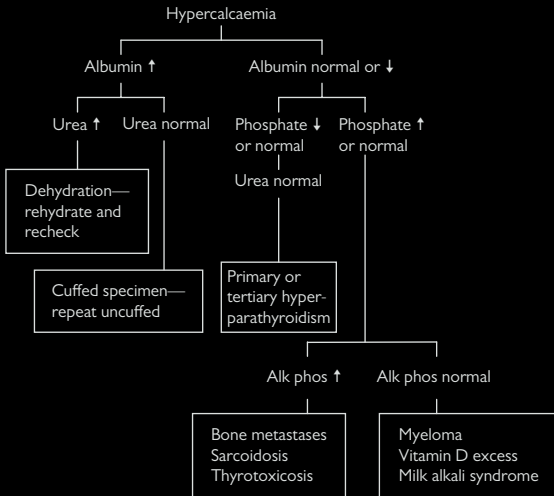 Hypercalcaemia
Albumin ↑
Albumin normal or ↓
Urea ↑
Urea normal
Phosphate ↓
or normal
Phosphate ↑
or normal
Urea normal
Dehydration—
rehydrate and
recheck
Cuffed specimen—
repeat uncuffed
Primary or
tertiary hyper-
parathyroidism
Alk phos ↑
Alk phos normal
Bone metastases
Sarcoidosis
Thyrotoxicosis
Myeloma
Vitamin D excess
Milk alkali syndrome